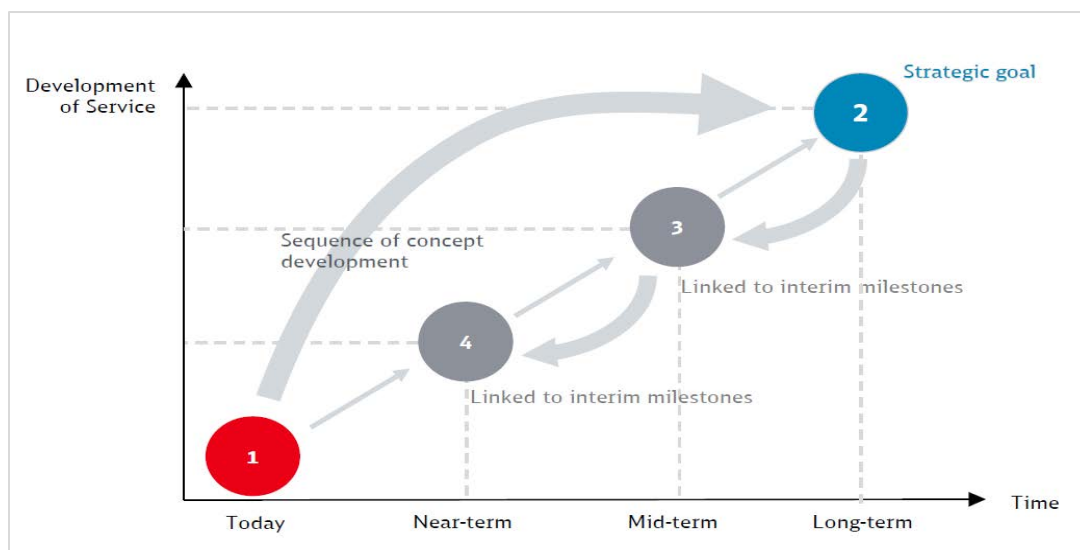 Strategic goal
Development
of Service
2
3
Sequence of concept
development
Linked to interim milestones
4
Linked to interim milestones
1
Time
Today
Near-term
Mid-term
Long-term